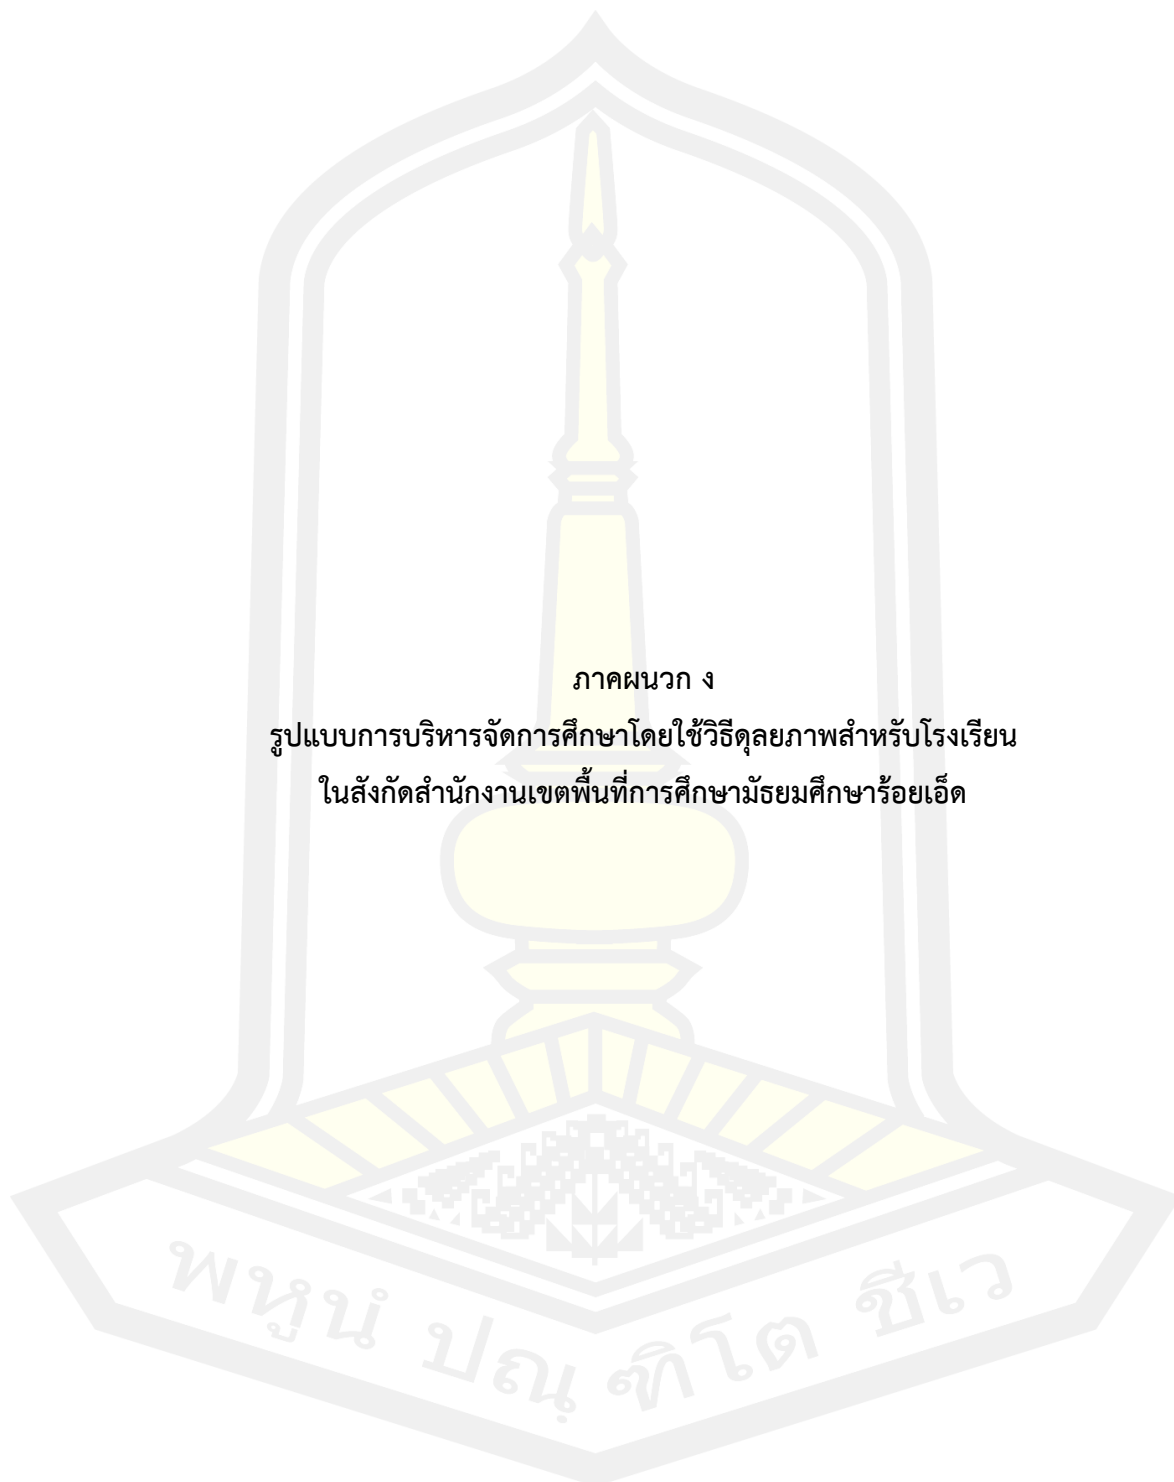 ภาคผนวก ง
รูปแบบการบริหารจัดการศึกษาโดยใช้วิธีดุลยภาพสำหรับโรงเรียน
ในสังกัดสำนักงานเขตพื้นที่การศึกษามัธยมศึกษาร้อยเอ็ด
พหูนํ ปณฺฑิโต ชีเว